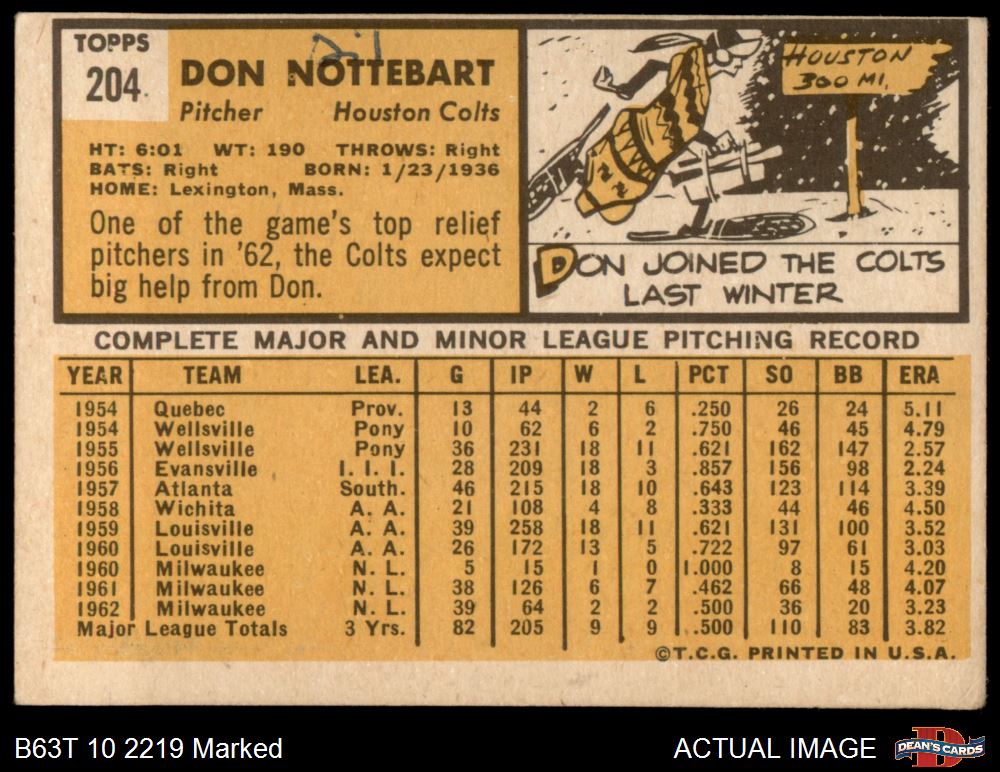 TOPPS
204
Dil
DON NOTTEBART
Pitcher Houston Colts
HT: 6:01 WT: 190 THROWS: Right
BATS: Right BORN: 1/23/1936
HOME: Lexington, Mass.
One of the game's top relief
pitchers in '62, the Colts expect
big help from Don.
HOUSTON
300 MI.
DON JOINED THE COLTS
LAST WINTER
COMPLETE MAJOR AND MINOR LEAGUE PITCHING RECORD
YEAR TEAM LEA. G IP W L PCT SO BB ERA
1954 Quebec Prov. 13 44 2 6 .250 26 24 5.11
1954 Wellsville Pony 10 62 6 2 .750 46 45 4.79
1955 Wellsville Pony 36 231 18 11 .621 162 147 2.57
1956 Evansville I. I. I. 28 209 18 3 .857 156 98 2.24
1957 Atlanta South. 46 215 18 10 .643 123 114 3.39
1958 Wichita A. A. 21 108 4 8 .333 44 46 4.50
1959 Louisville A. A. 39 258 18 11 .621 131 100 3.52
1960 Louisville A. A. 26 172 13 5 .722 97 61 3.03
1960 Milwaukee N. L. 5 15 1 0 1.000 8 15 4.20
1961 Milwaukee N. L. 38 126 6 7 .462 66 48 4.07
1962 Milwaukee N. L. 39 64 2 2 .500 36 20 3.23
Major League Totals 3 Yrs. 82 205 9 9 .500 110 83 3.82
©T.C.G. PRINTED IN U.S.A.
B63T 10 2219 Marked
ACTUAL IMAGE
DEAN'S CARDS